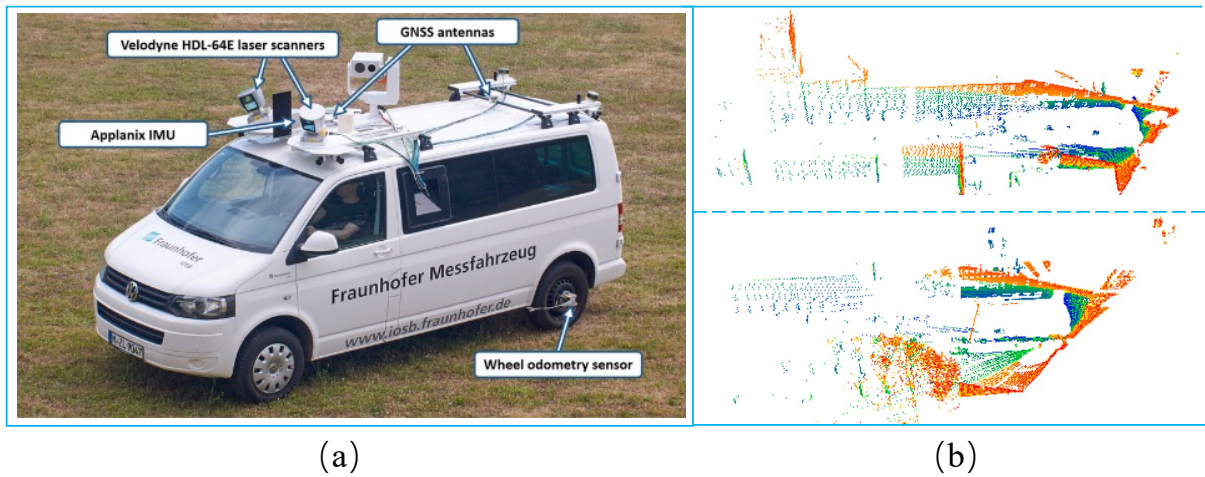 Velodyne HDL-64E laser scanners
GNSS antennas
Applanix IMU
Fraunhofer
IOSB
Fraunhofer Messfahrzeug
www.iosb.fraunhofer.de
Wheel odometry sensor
(a)
(b)